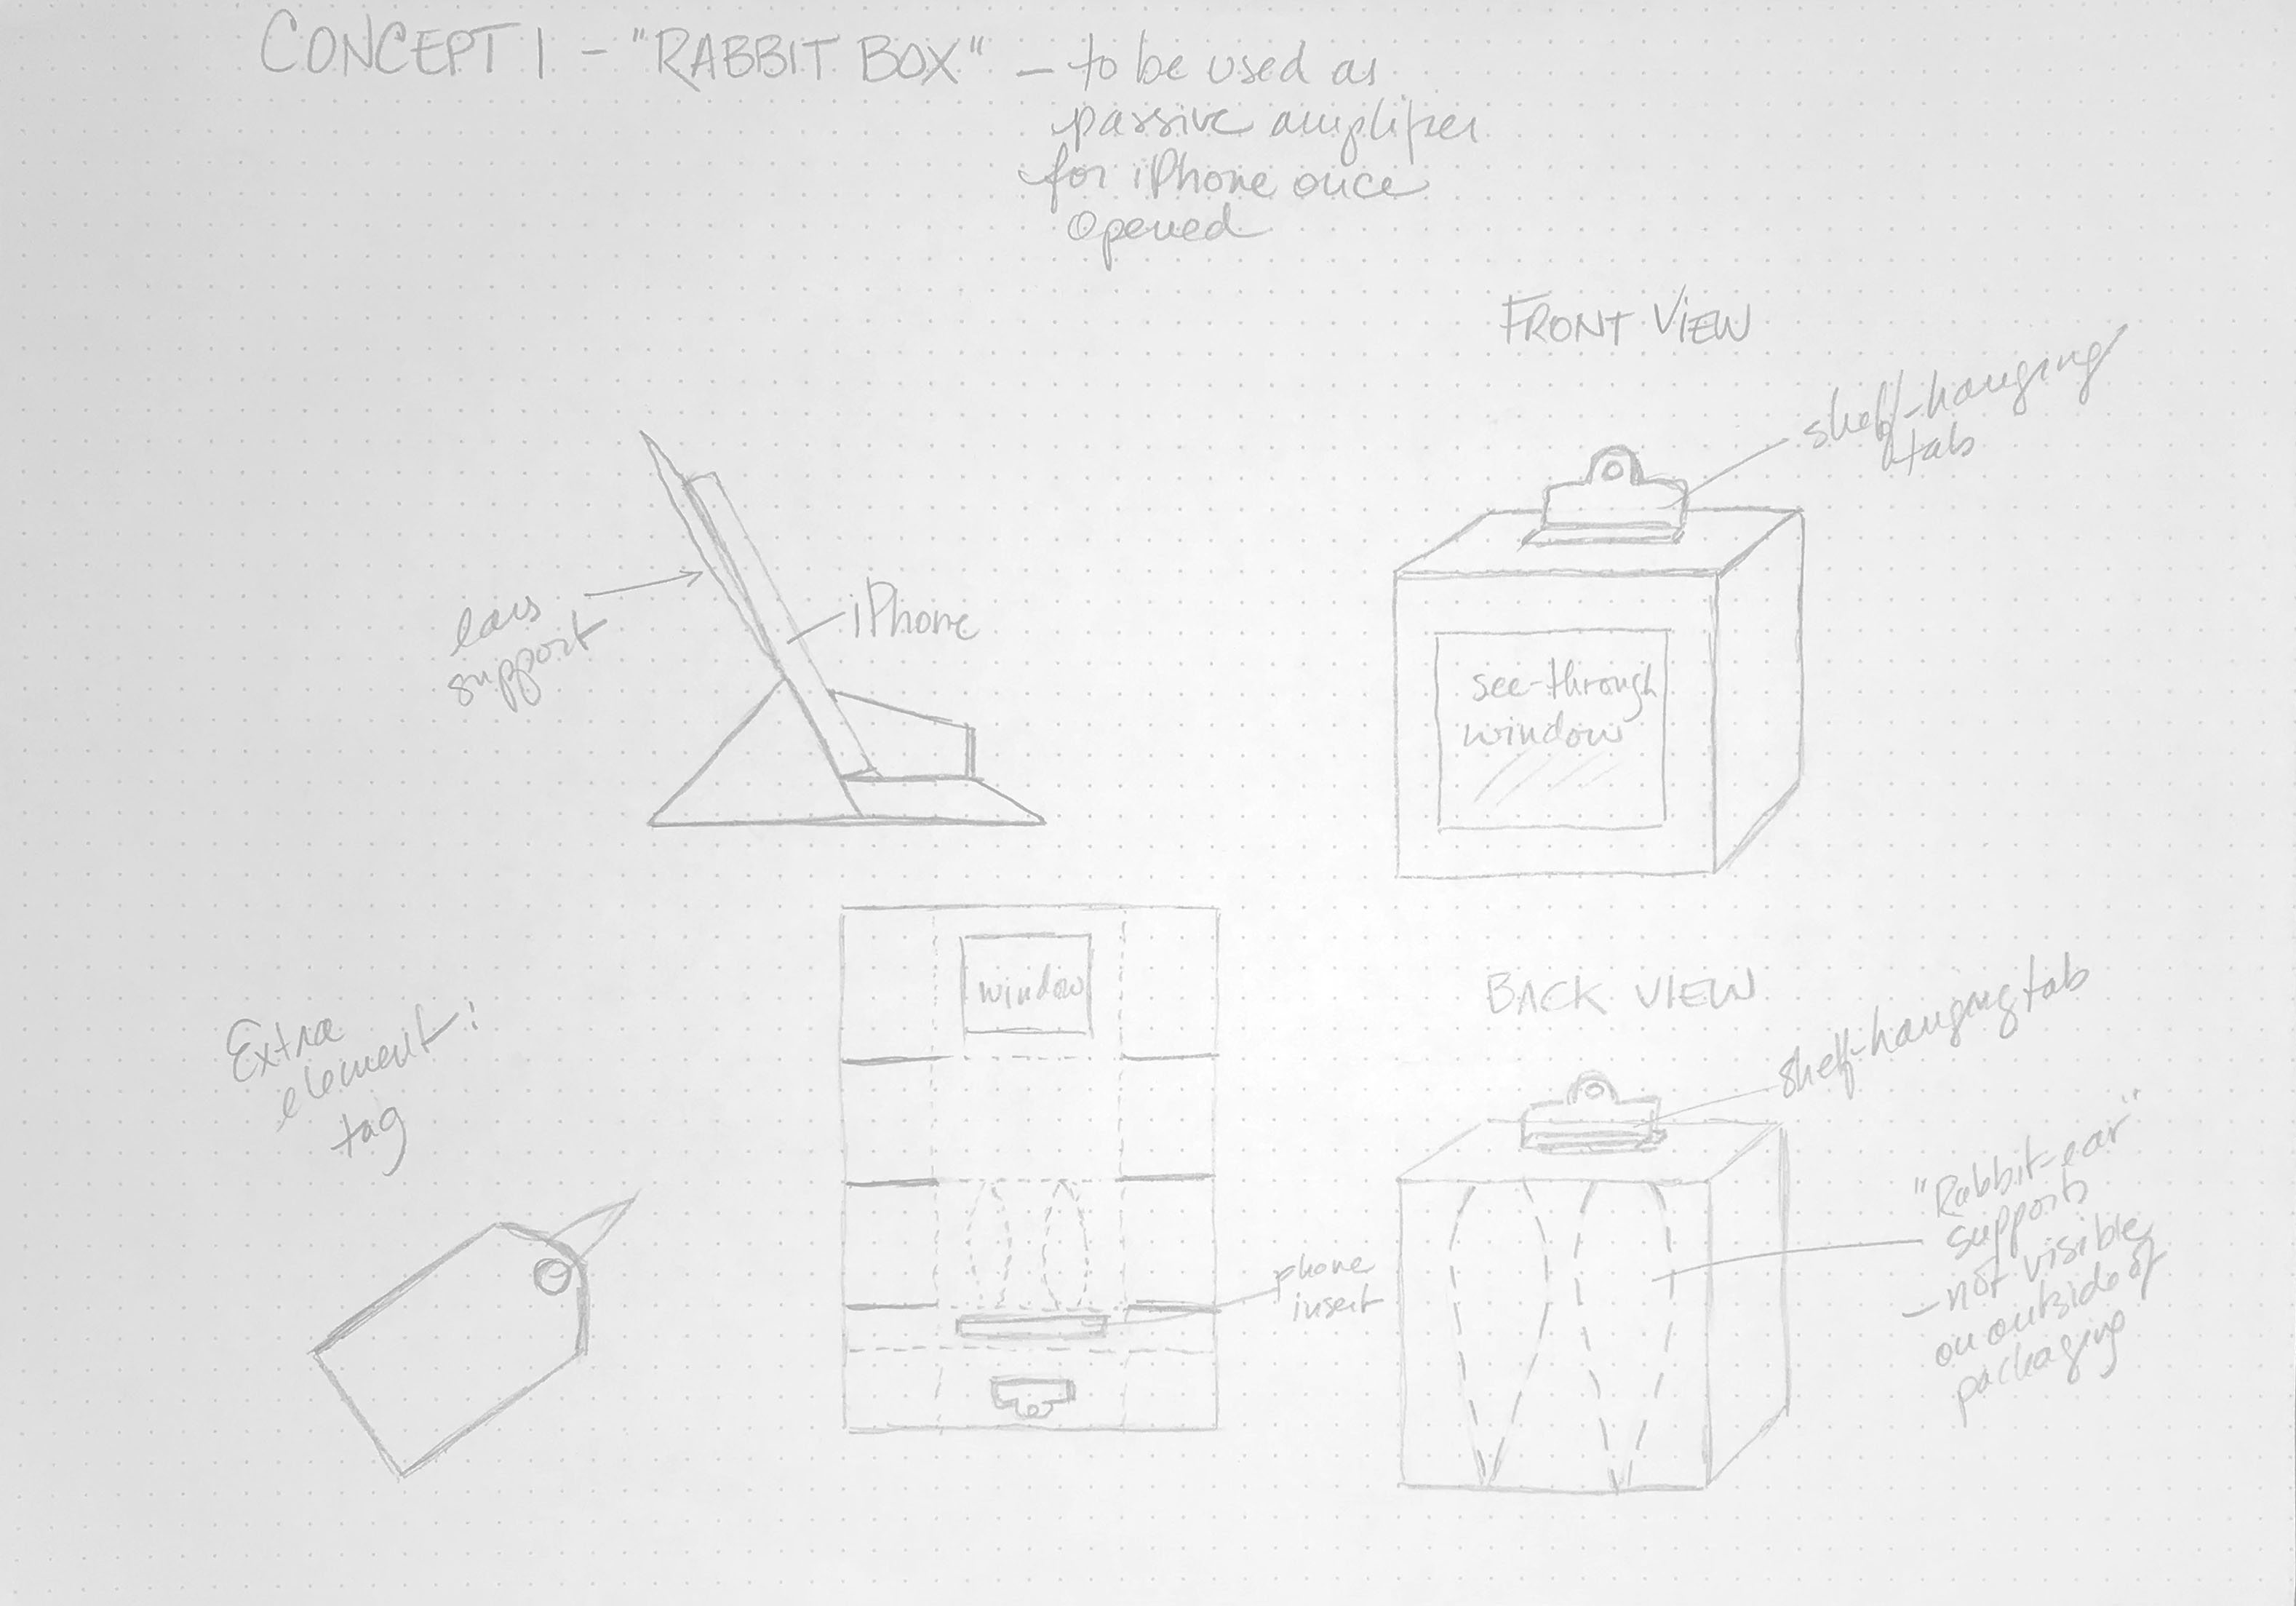 CONCEPT 1 - "RABBIT BOX" - to be used as
passive amplifier
for iPhone once
opened
FRONT VIEW
shelf-hanging
tab
see-through
window
ears
support
iPhone
window
phone
insert
Extra
element:
tag
BACK VIEW
shelf-hanging tab
"Rabbit-ear"
supports
- not visible
on outside of
packaging